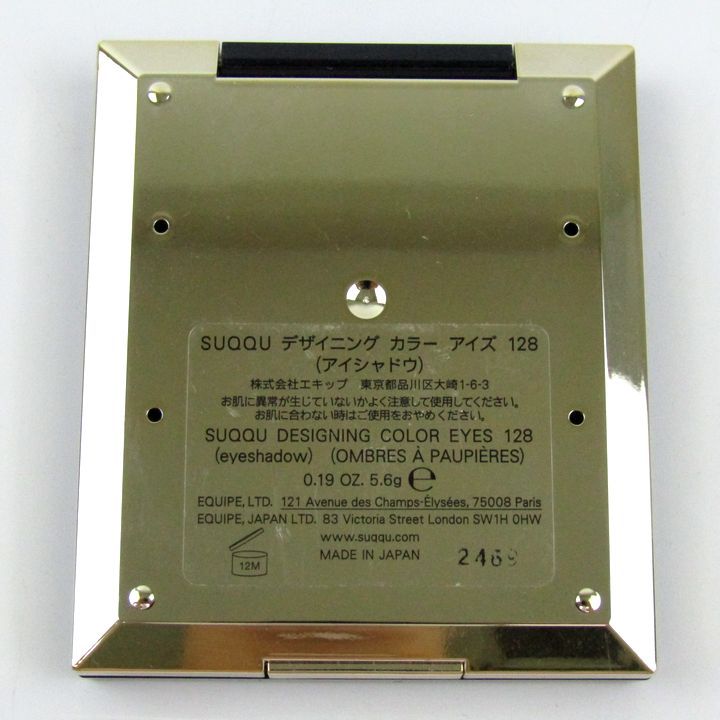 SUQQU デザイニング カラー アイズ 128
(アイシャドウ)
株式会社エキップ 東京都品川区大崎1-6-3
お肌に異常が生じていないかよく注意して使用してください。
お肌に合わない時はご使用をおやめください。
SUQQU DESIGNING COLOR EYES 128
(eyeshadow) (OMBRES À PAUPIÈRES)
0.19 OZ. 5.6g ℮
EQUIPE, LTD. 121 Avenue des Champs-Élysées, 75008 Paris
EQUIPE, JAPAN LTD. 83 Victoria Street London SW1H 0HW
www.suqqu.com
MADE IN JAPAN
2469
12M